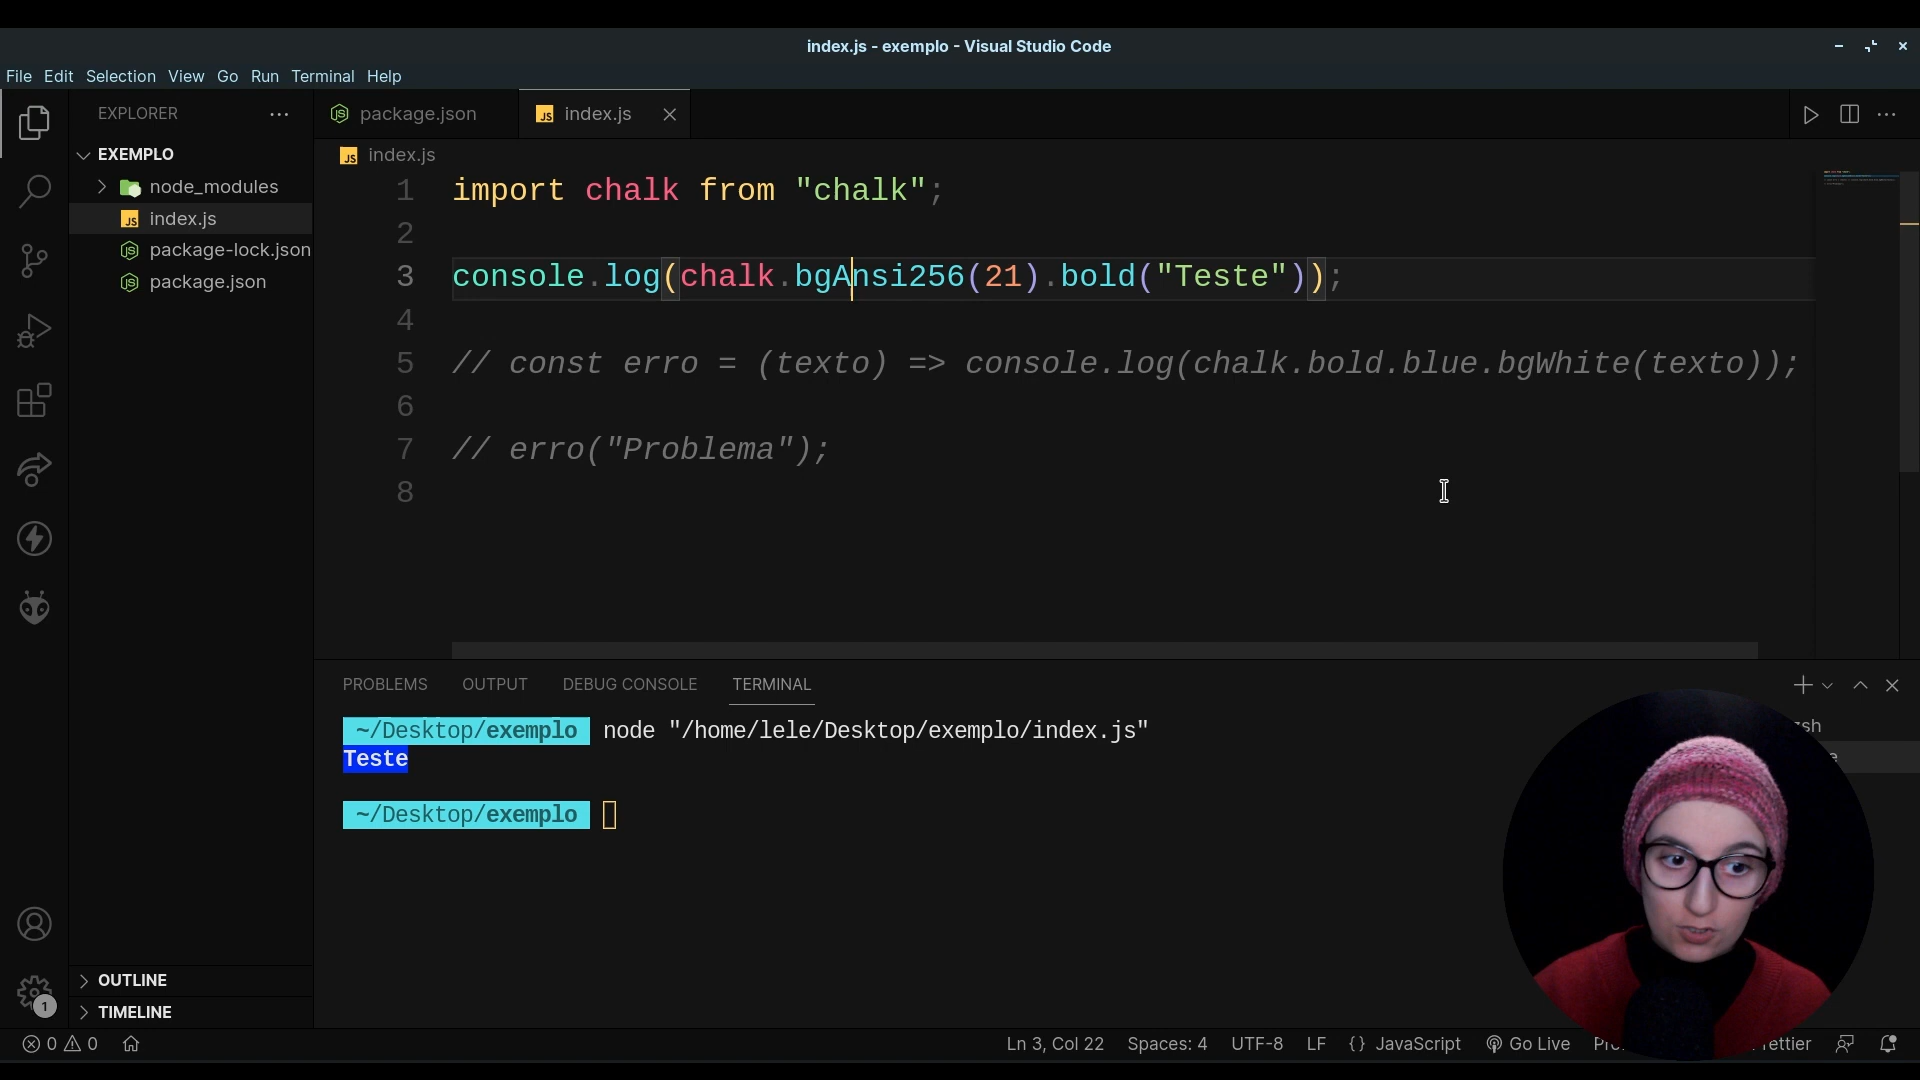 index.js - exemplo - Visual Studio Code
File Edit Selection View Go Run Terminal Help
EXPLORER
EXEMPLO
node_modules
JS index.js
package-lock.json
package.json
package.json
JS index.js
JS index.js
1 import chalk from "chalk";
2
3 console.log(chalk.bgAnsi256(21).bold("Teste"));
4
5 // const erro = (texto) => console.log(chalk.bold.blue.bgWhite(texto));
6
7 // erro("Problema");
8
PROBLEMS OUTPUT DEBUG CONSOLE TERMINAL
~/Desktop/exemplo node "/home/lele/Desktop/exemplo/index.js"
Teste
~/Desktop/exemplo
1
OUTLINE
TIMELINE
0 0 Ln 3, Col 22 Spaces: 4 UTF-8 LF {} JavaScript Go Live